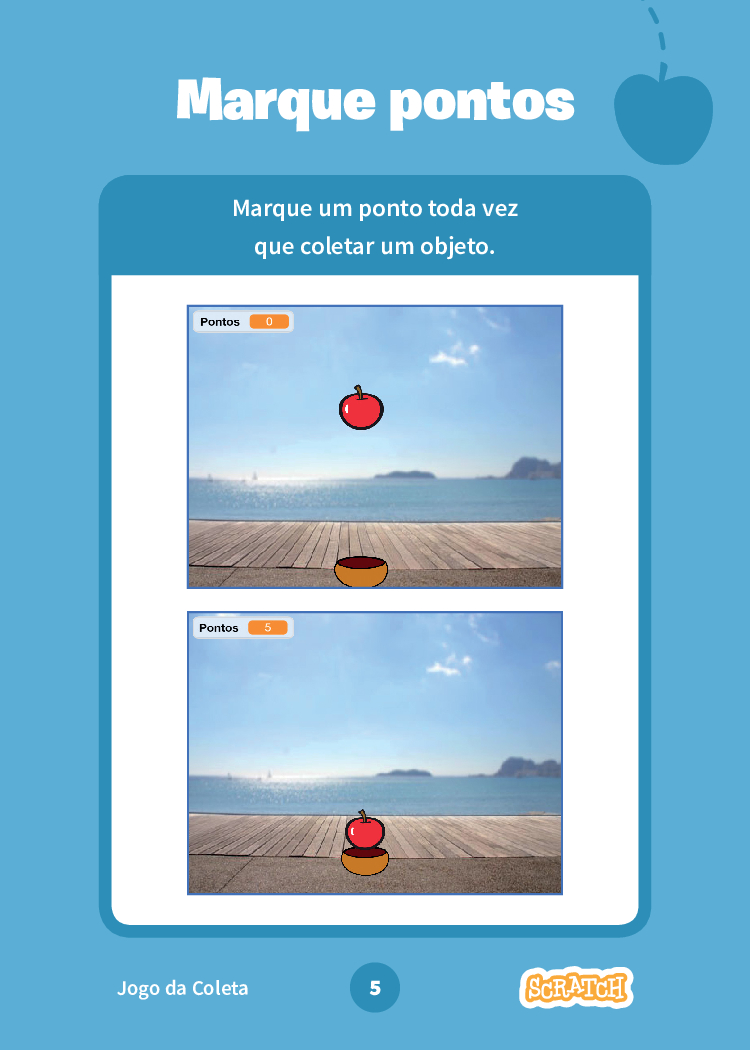 Marque pontos
Marque um ponto toda vez
que coletar um objeto.
Pontos 0
Pontos 5
Jogo da Coleta
5
SCRATCH